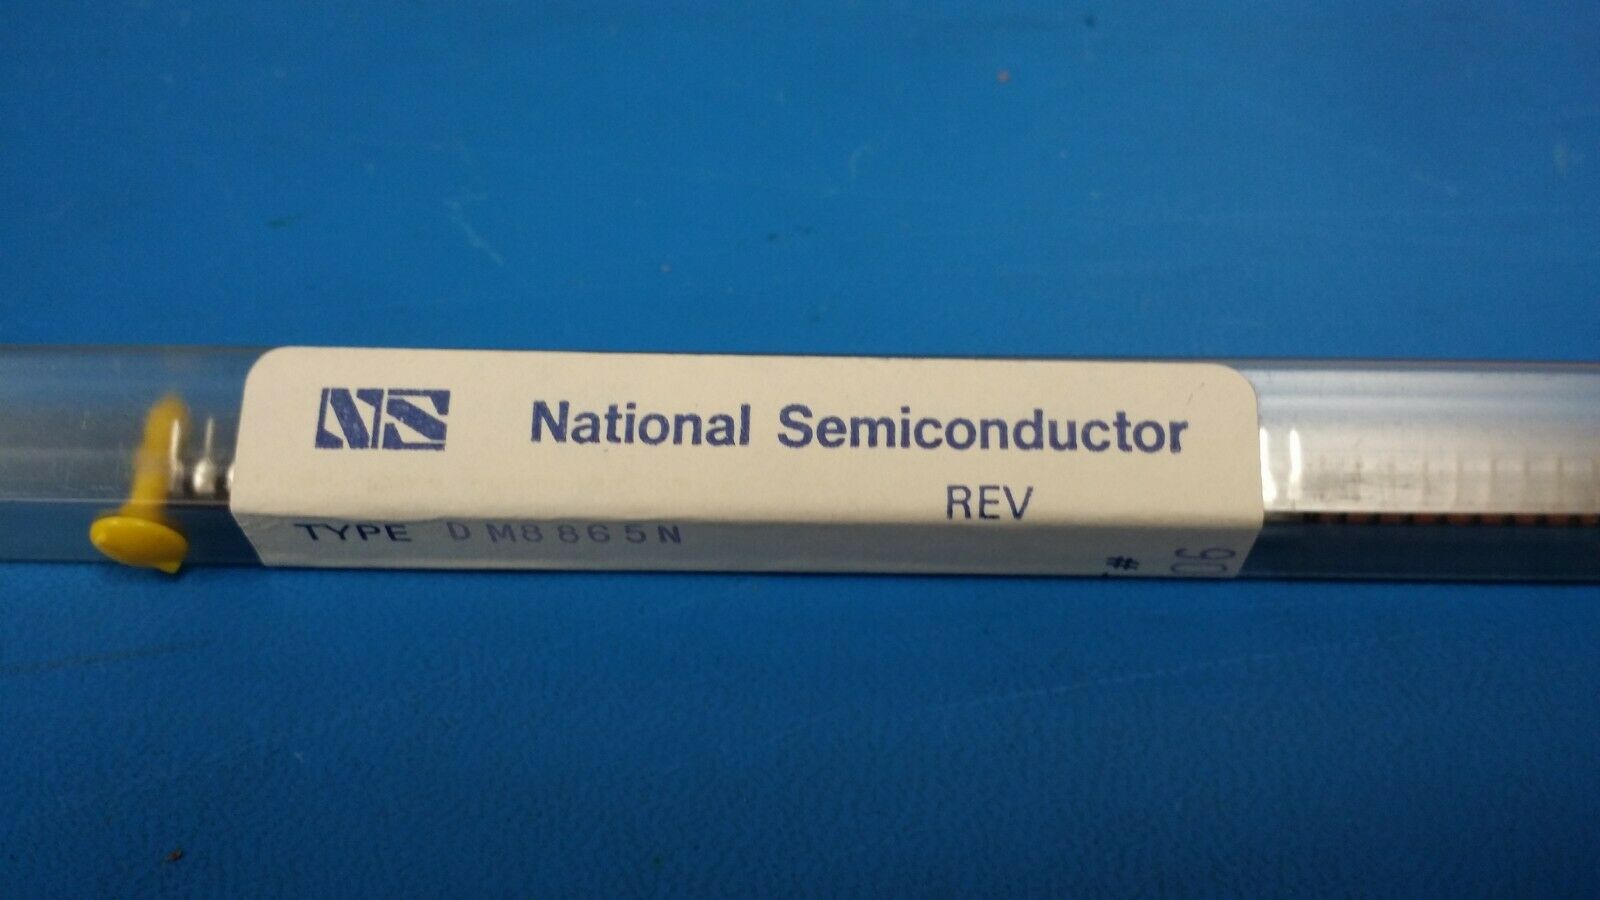 NS National Semiconductor
REV
TYPE DM8865N
#